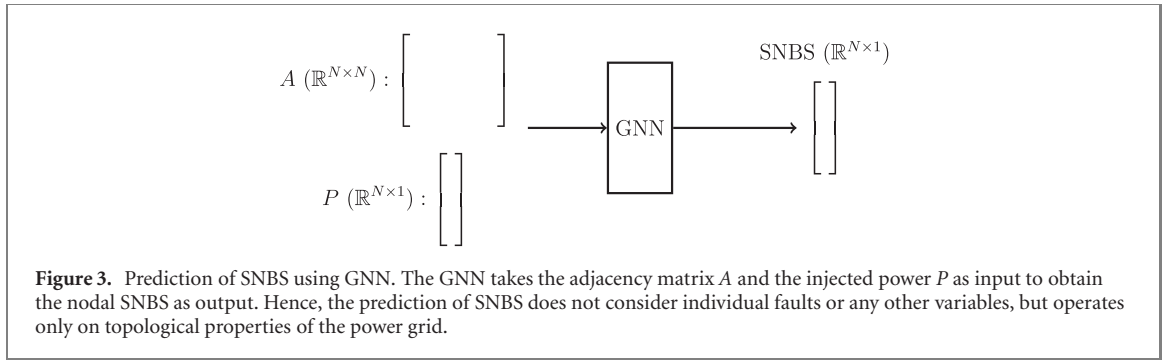 A (ℝ^{N×N}) :
P (ℝ^{N×1}) :
GNN
SNBS (ℝ^{N×1})
Figure 3. Prediction of SNBS using GNN. The GNN takes the adjacency matrix A and the injected power P as input to obtain
the nodal SNBS as output. Hence, the prediction of SNBS does not consider individual faults or any other variables, but operates
only on topological properties of the power grid.